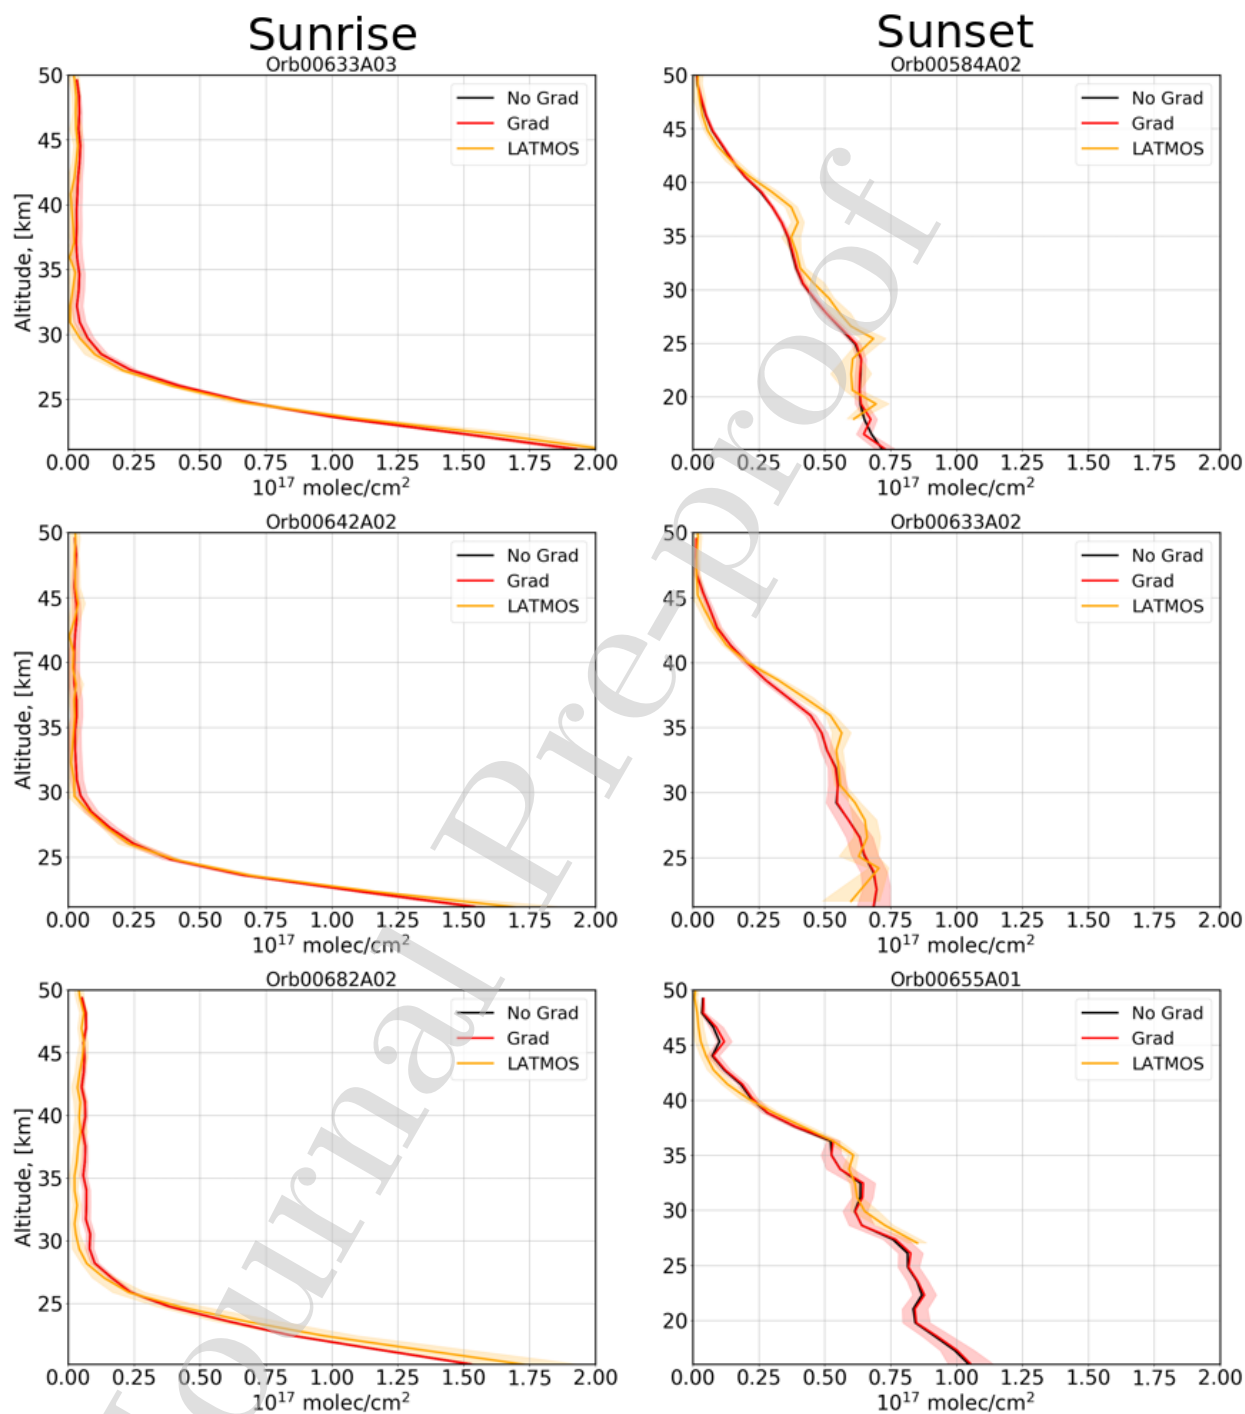 Sunrise
Sunset
Orb00633A03
50
45
40
35
30
25
Altitude, [km]
No Grad
Grad
LATMOS
0.00 0.25 0.50 0.75 1.00 1.25 1.50 1.75 2.00
10¹⁷ molec/cm²
Orb00584A02
50
45
40
35
30
25
20
No Grad
Grad
LATMOS
0.00 0.25 0.50 0.75 1.00 1.25 1.50 1.75 2.00
10¹⁷ molec/cm²
Orb00642A02
50
45
40
35
30
25
Altitude, [km]
No Grad
Grad
LATMOS
0.00 0.25 0.50 0.75 1.00 1.25 1.50 1.75 2.00
10¹⁷ molec/cm²
Orb00633A02
50
45
40
35
30
25
No Grad
Grad
LATMOS
0.00 0.25 0.50 0.75 1.00 1.25 1.50 1.75 2.00
10¹⁷ molec/cm²
Orb00682A02
50
45
40
35
30
25
Altitude, [km]
No Grad
Grad
LATMOS
0.00 0.25 0.50 0.75 1.00 1.25 1.50 1.75 2.00
10¹⁷ molec/cm²
Orb00655A01
50
45
40
35
30
25
20
No Grad
Grad
LATMOS
0.00 0.25 0.50 0.75 1.00 1.25 1.50 1.75 2.00
10¹⁷ molec/cm²
Journal Pre-proof